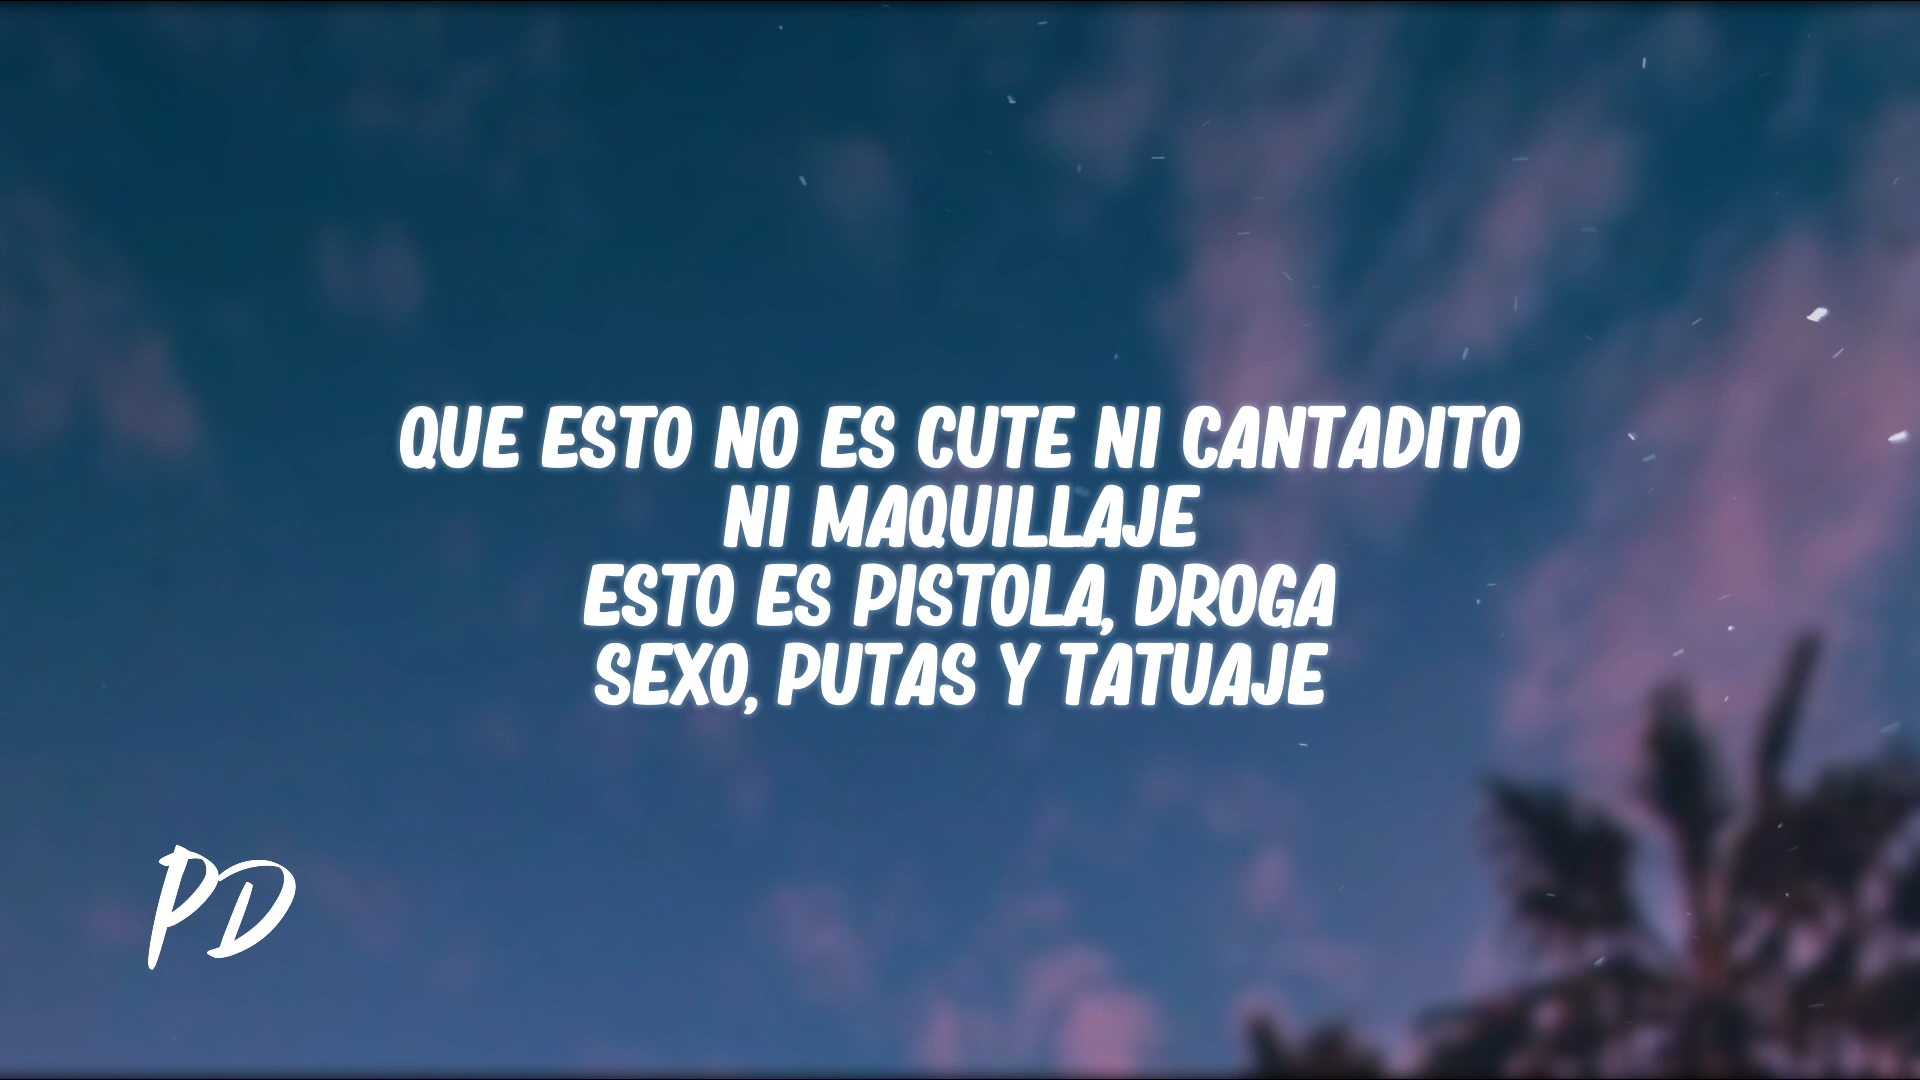 QUE ESTO NO ES CUTE NI CANTADITO
NI MAQUILLAJE
ESTO ES PISTOLA, DROGA
SEXO, PUTAS Y TATUAJE
PD